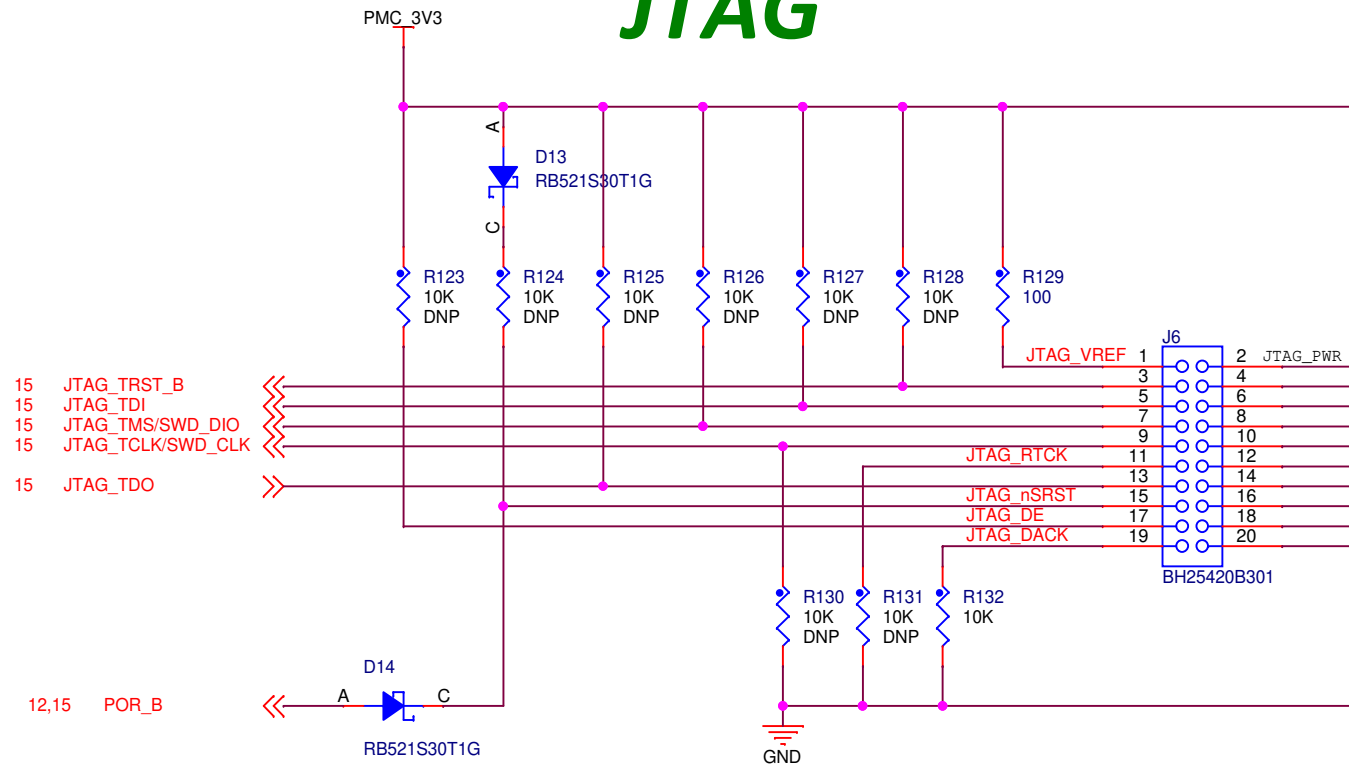 JTAG
PMC_3V3
A
D13
RB521S30T1G
C
R123
10K
DNP
R124
10K
DNP
R125
10K
DNP
R126
10K
DNP
R127
10K
DNP
R128
10K
DNP
R129
100
J6
JTAG_VREF 1 2 JTAG_PWR
15 JTAG_TRST_B 3 4
15 JTAG_TDI 5 6
15 JTAG_TMS/SWD_DIO 7 8
15 JTAG_TCLK/SWD_CLK 9 10
JTAG_RTCK 11 12
15 JTAG_TDO 13 14
JTAG_nSRST 15 16
JTAG_DE 17 18
JTAG_DACK 19 20
BH25420B301
R130
10K
DNP
R131
10K
DNP
R132
10K
D14
12,15 POR_B A C
RB521S30T1G
GND